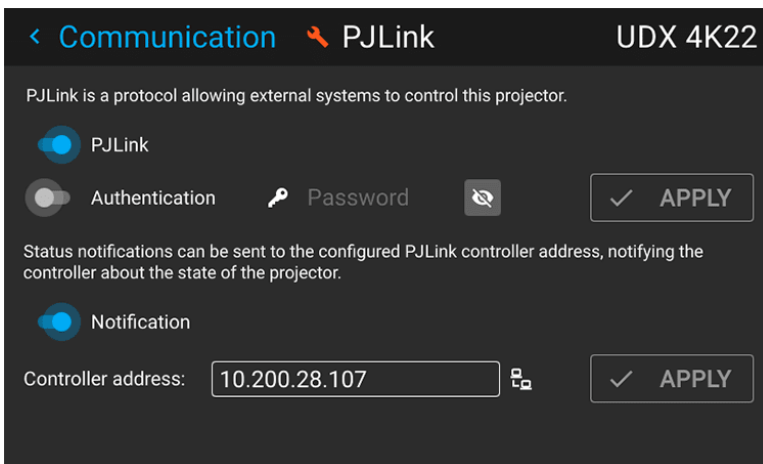 Communication PJLink UDX 4K22
PJLink is a protocol allowing external systems to control this projector.
PJLink
Authentication Password APPLY
Status notifications can be sent to the configured PJLink controller address, notifying the
controller about the state of the projector.
Notification
Controller address: 10.200.28.107 APPLY